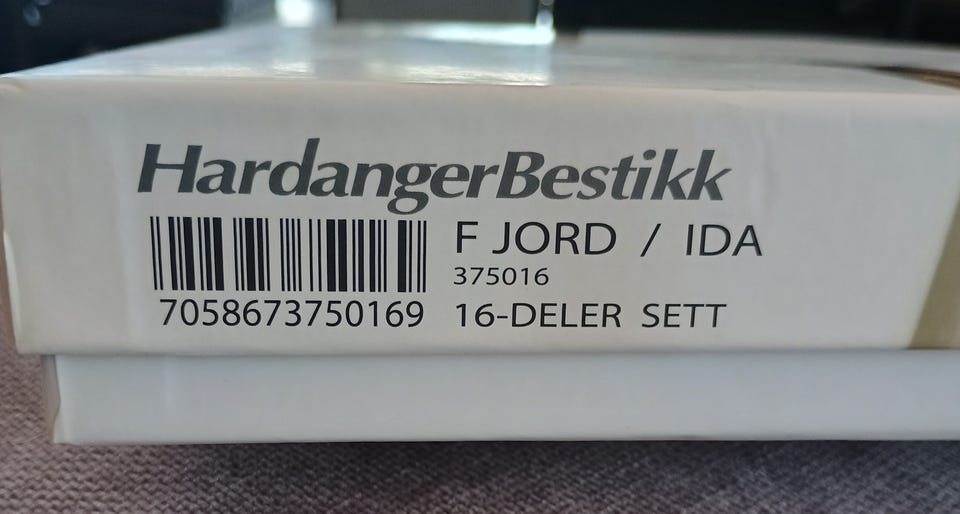 HardangerBestikk
F JORD / IDA
375016
7058673750169 16-DELER SETT